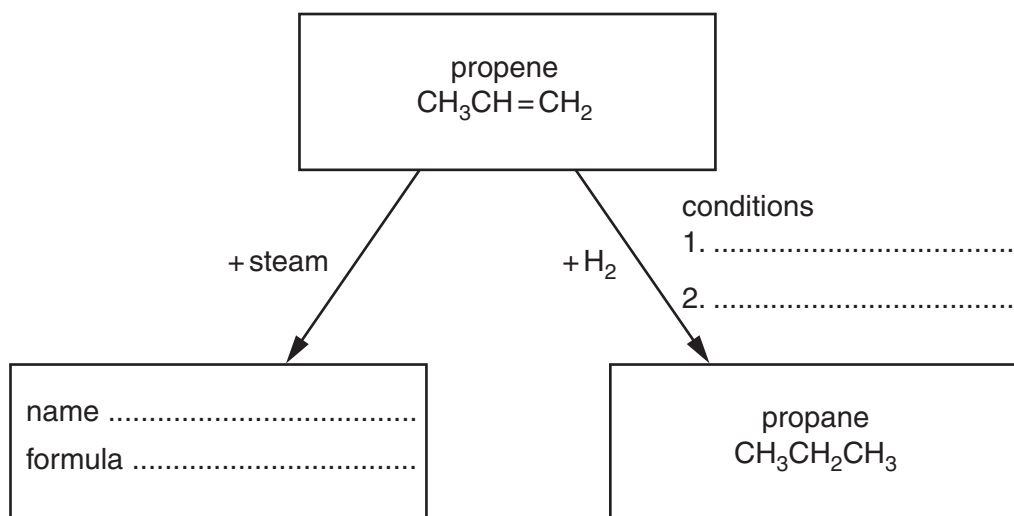 propene
CH₃CH=CH₂
conditions
1. ....................................
+ steam
+ H₂
2. ....................................
name .....................................
formula ..................................
propane
CH₃CH₂CH₃